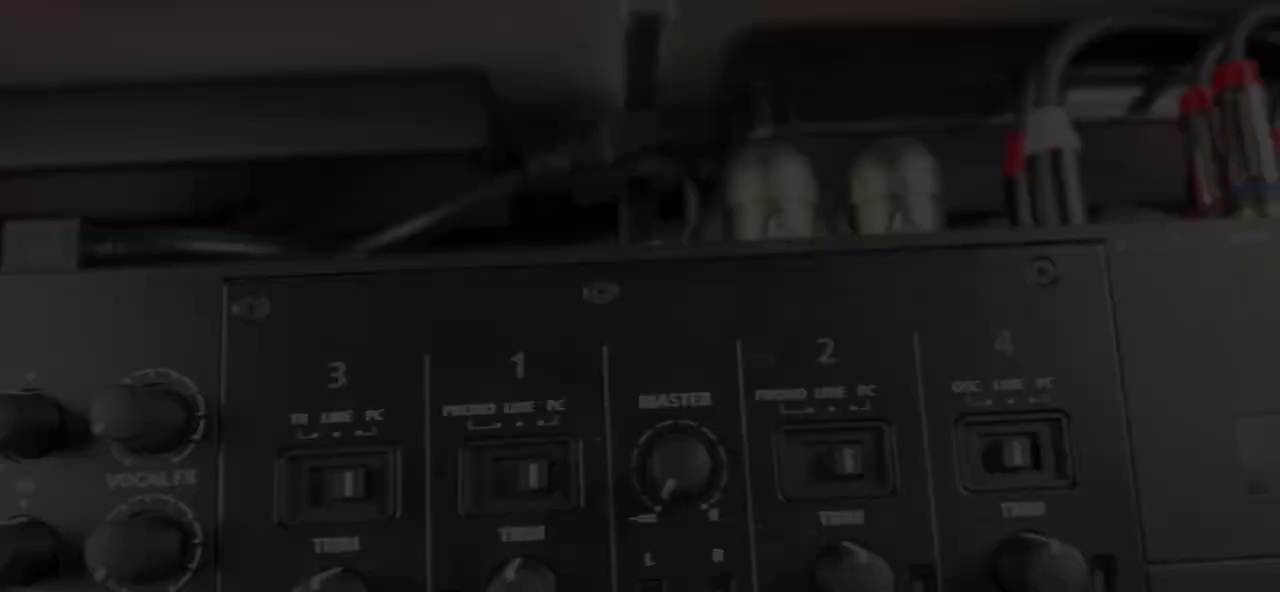 3
1
2
4
LINE PC
PHONO LINE PC
MASTER
PHONO LINE PC
OSC LINE PC
VOCAL FX
TRIM
TRIM
TRIM
TRIM
L
R